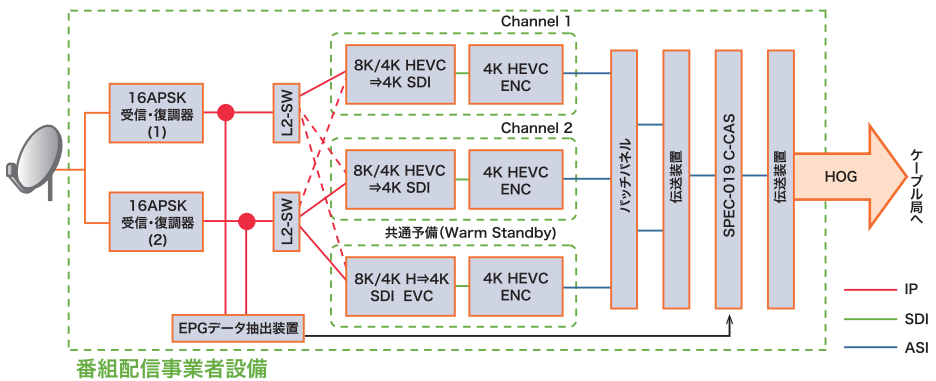 Channel 1
8K/4K HEVC
⇒4K SDI
4K HEVC
ENC
16APSK
受信・復調器
(1)
L2-SW
Channel 2
8K/4K HEVC
⇒4K SDI
4K HEVC
ENC
16APSK
受信・復調器
(2)
L2-SW
共通予備(Warm Standby)
8K/4K H⇒4K
SDI EVC
4K HEVC
ENC
パッチパネル
伝送装置
SPEC-019 C-CAS
伝送装置
HOG
ケーブル局へ
EPGデータ抽出装置
番組配信事業者設備
IP
SDI
ASI